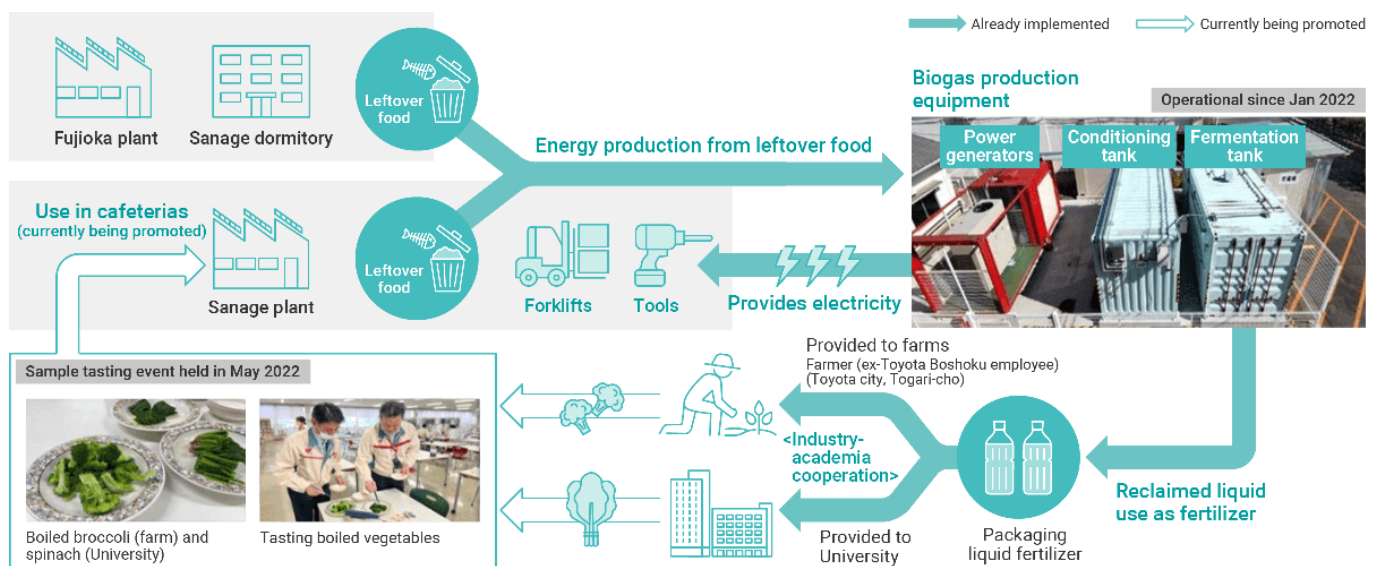 Already implemented
Currently being promoted
Fujioka plant
Sanage dormitory
Leftover
food
Energy production from leftover food
Biogas production
equipment
Operational since Jan 2022
Power
generators
Conditioning
tank
Fermentation
tank
Use in cafeterias
(currently being promoted)
Sanage plant
Leftover
food
Forklifts
Tools
Provides electricity
Sample tasting event held in May 2022
Boiled broccoli (farm) and
spinach (University)
Tasting boiled vegetables
Provided to farms
Farmer (ex-Toyota Boshoku employee)
(Toyota city, Togari-cho)
<Industry-
academia
cooperation>
Provided to
University
Packaging
liquid fertilizer
Reclaimed liquid
use as fertilizer